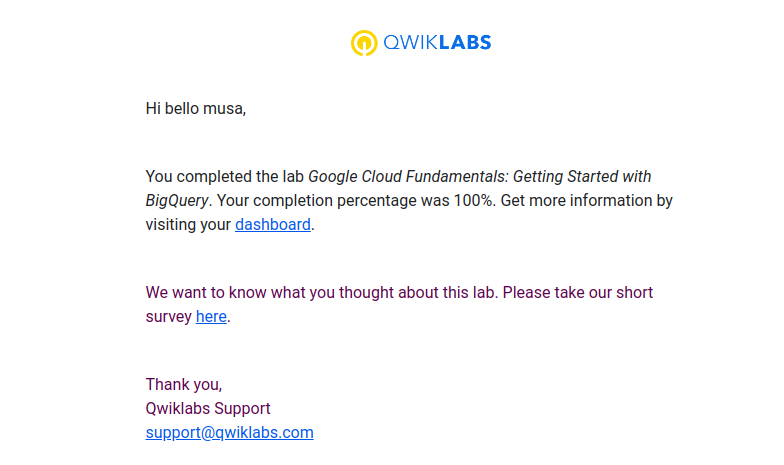 QWIKLABS
Hi bello musa,
You completed the lab Google Cloud Fundamentals: Getting Started with
BigQuery. Your completion percentage was 100%. Get more information by
visiting your dashboard.
We want to know what you thought about this lab. Please take our short
survey here.
Thank you,
Qwiklabs Support
support@qwiklabs.com